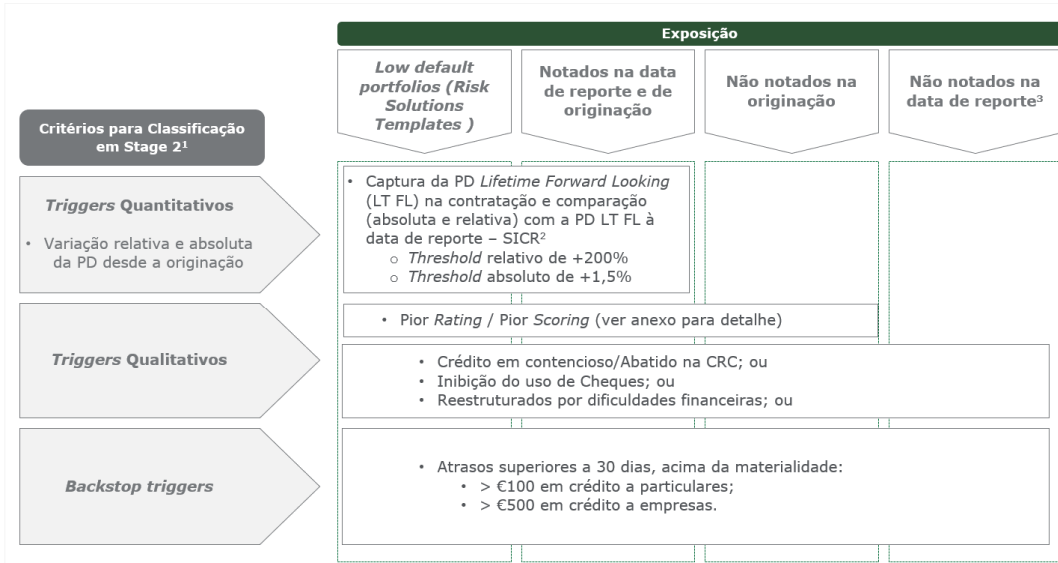 Exposição
Low default
portfolios (Risk
Solutions
Templates )
Notados na data
de reporte e de
originação
Não notados na
originação
Não notados na
data de reporte³
Critérios para Classificação
em Stage 2¹
Triggers Quantitativos
• Variação relativa e absoluta
da PD desde a originação
• Captura da PD Lifetime Forward Looking
(LT FL) na contratação e comparação
(absoluta e relativa) com a PD LT FL à
data de reporte – SICR²
o Threshold relativo de +200%
o Threshold absoluto de +1,5%
Triggers Qualitativos
• Pior Rating / Pior Scoring (ver anexo para detalhe)
• Crédito em contencioso/Abatido na CRC; ou
• Inibição do uso de Cheques; ou
• Reestruturados por dificuldades financeiras; ou
Backstop triggers
• Atrasos superiores a 30 dias, acima da materialidade:
• > €100 em crédito a particulares;
• > €500 em crédito a empresas.